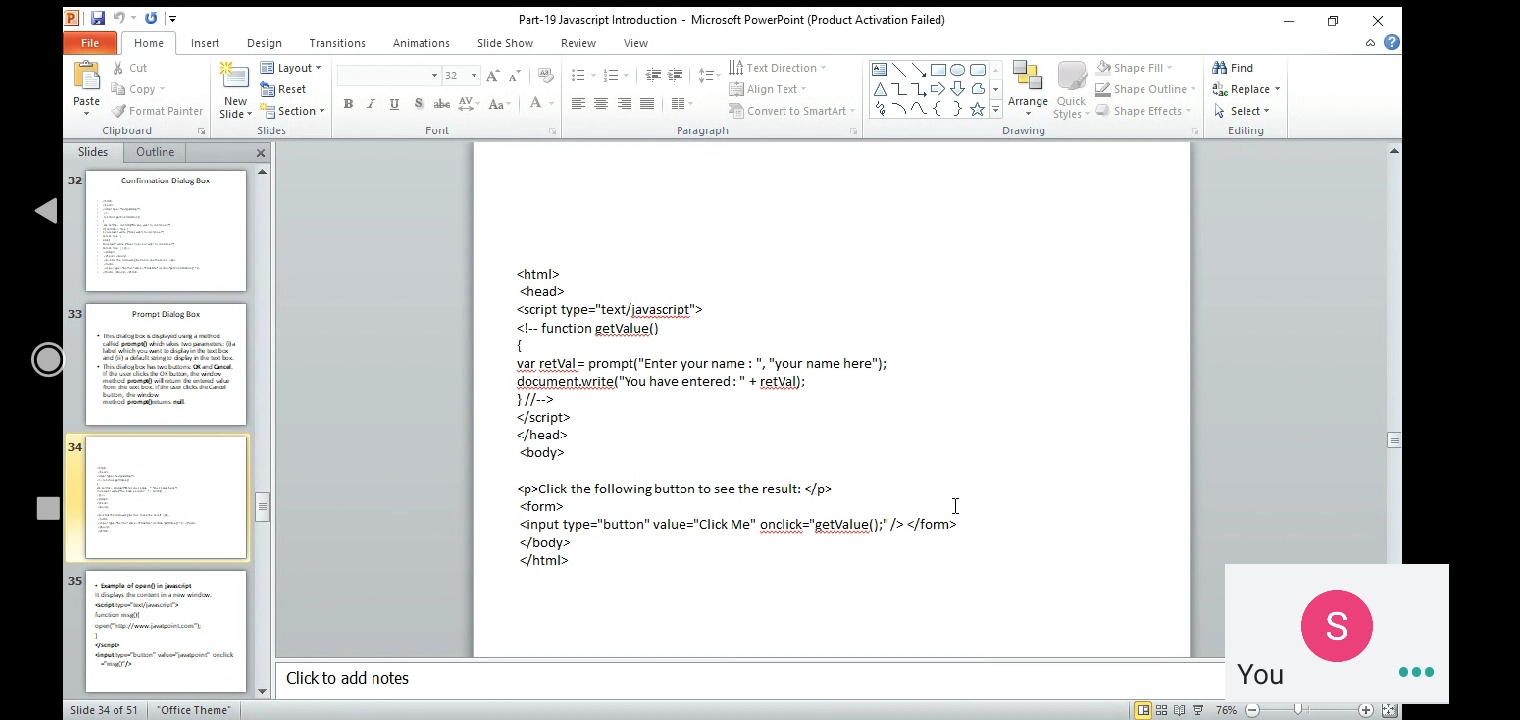 Part-19 Javascript Introduction - Microsoft PowerPoint (Product Activation Failed)
File Home Insert Design Transitions Animations Slide Show Review View
Paste
Cut
Copy
Format Painter
Clipboard
New Slide
Layout
Reset
Section
Slides
32
B I U S abc AV Aa A
Font
Text Direction
Align Text
Convert to SmartArt
Paragraph
Arrange
Quick Styles
Shape Fill
Shape Outline
Shape Effects
Drawing
Find
Replace
Select
Editing
Slides Outline
32
Confirmation Dialog Box
33
Prompt Dialog Box
• This dialog box is displayed using a method
called prompt() which takes two parameters: (i) a
label which you want to display in the text box
and (ii) a default string to display in the text box.
• This dialog box has two buttons: OK and Cancel.
If the user clicks the OK button, the window
method prompt() will return the entered value
from the text box. If the user clicks the Cancel
button, the window
method prompt()returns null.
34
35
• Example of open() in javascript
It displays the content in a new window.
<script type="text/javascript">
function msg(){
open("http://www.javatpoint.com");
}
</script>
<input type="button" value="javatpoint" onclick
="msg()"/>
<html>
<head>
<script type="text/javascript">
<!-- function getValue()
{
var retVal = prompt("Enter your name : ", "your name here");
document.write("You have entered: " + retVal);
} //-->
</script>
</head>
<body>
<p>Click the following button to see the result: </p>
<form>
<input type="button" value="Click Me" onclick="getValue();" /> </form>
</body>
</html>
Click to add notes
S
You
Slide 34 of 51 "Office Theme" 76%